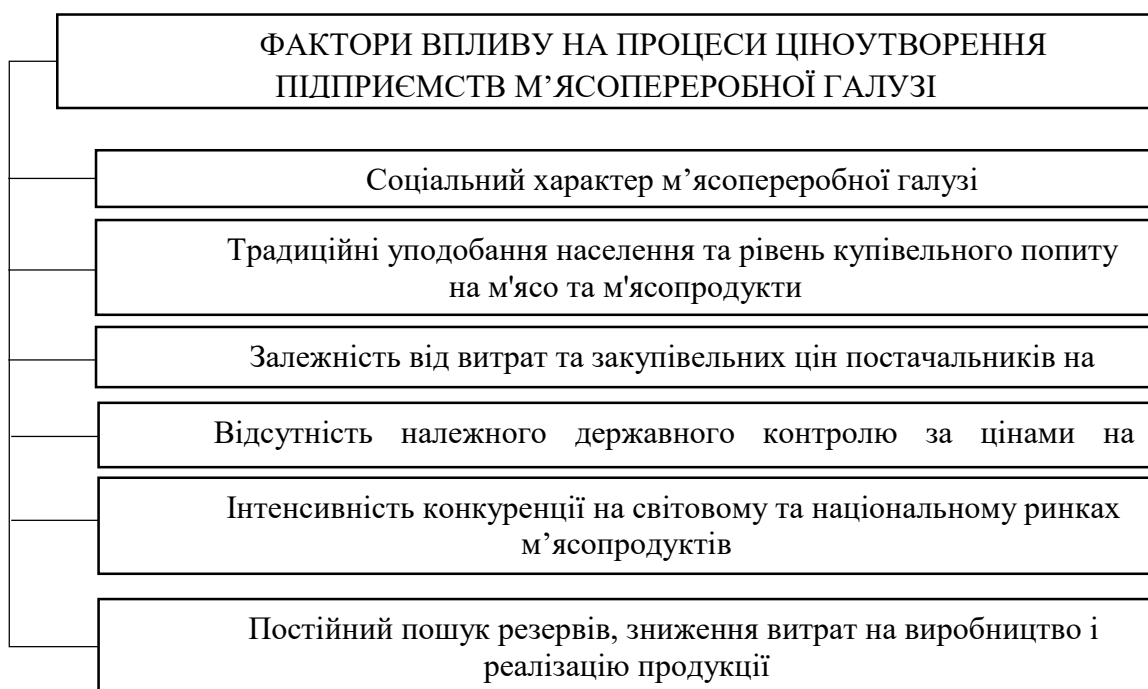 ФАКТОРИ ВПЛИВУ НА ПРОЦЕСИ ЦІНОУТВОРЕННЯ
ПІДПРИЄМСТВ М’ЯСОПЕРЕРОБНОЇ ГАЛУЗІ
Соціальний характер м’ясопереробної галузі
Традиційні уподобання населення та рівень купівельного попиту
на м'ясо та м'ясопродукти
Залежність від витрат та закупівельних цін постачальників на
Відсутність належного державного контролю за цінами на
Інтенсивність конкуренції на світовому та національному ринках
м’ясопродуктів
Постійний пошук резервів, зниження витрат на виробництво і
реалізацію продукції